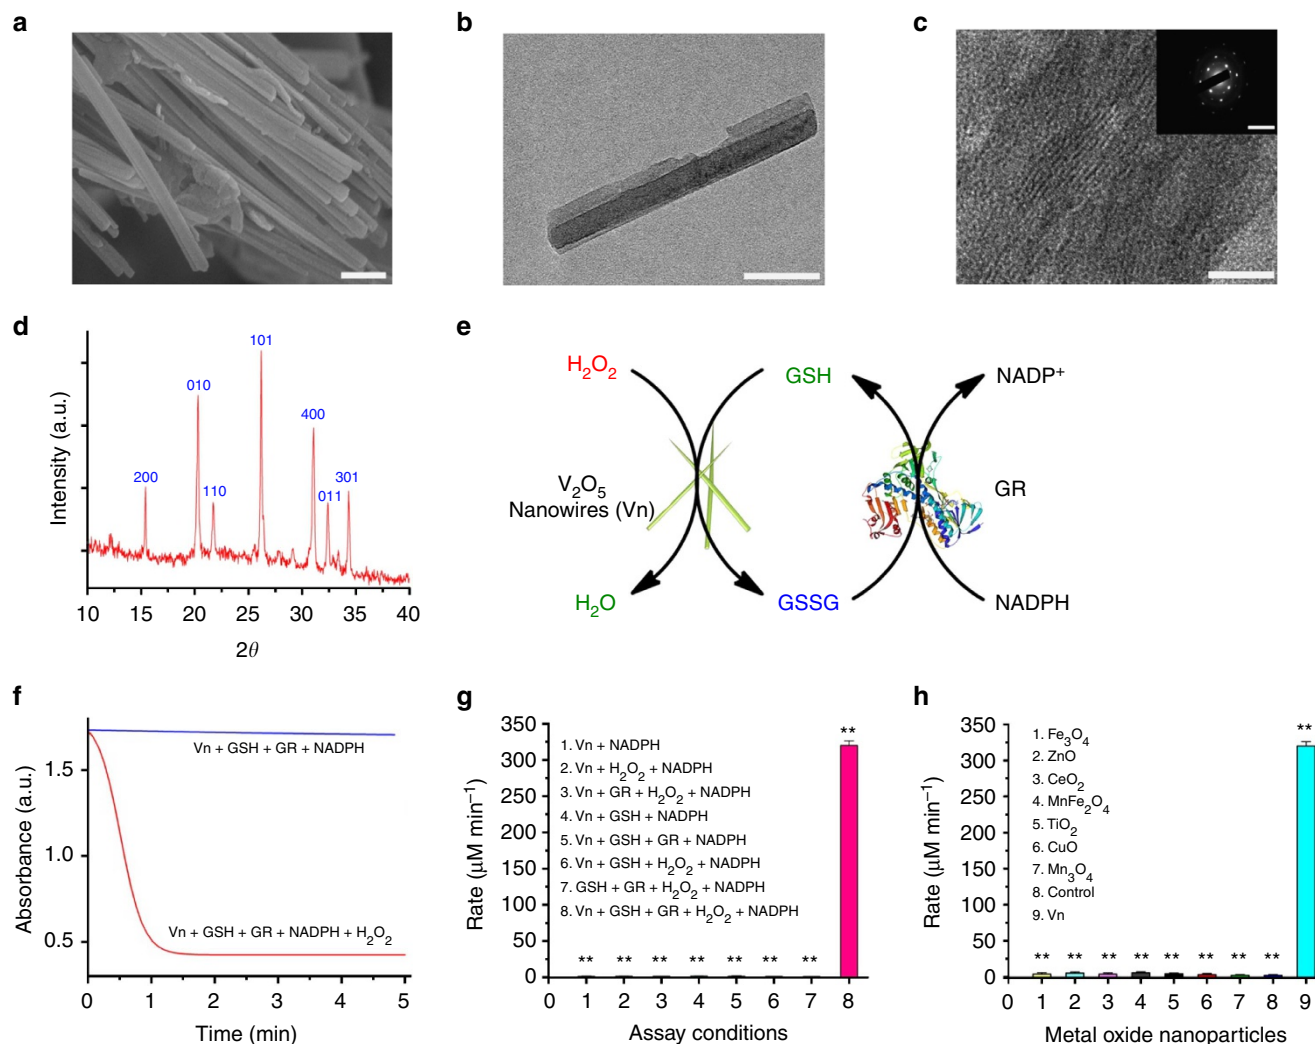 a
b
c
d
Intensity (a.u.)
200
010
110
101
400
011
301
10
15
20
25
30
35
40
2θ
e
H₂O₂
GSH
NADP⁺
V₂O₅
Nanowires (Vn)
GR
H₂O
GSSG
NADPH
f
Absorbance (a.u.)
1.5
1.0
0.5
Vn + GSH + GR + NADPH
Vn + GSH + GR + NADPH + H₂O₂
0
1
2
3
4
5
Time (min)
g
Rate (µM min⁻¹)
350
300
250
200
150
100
50
0
1. Vn + NADPH
2. Vn + H₂O₂ + NADPH
3. Vn + GR + H₂O₂ + NADPH
4. Vn + GSH + NADPH
5. Vn + GSH + GR + NADPH
6. Vn + GSH + H₂O₂ + NADPH
7. GSH + GR + H₂O₂ + NADPH
8. Vn + GSH + GR + H₂O₂ + NADPH
** ** ** ** ** ** ** **
0 1 2 3 4 5 6 7 8
Assay conditions
h
Rate (µM min⁻¹)
350
300
250
200
150
100
50
0
1. Fe₃O₄
2. ZnO
3. CeO₂
4. MnFe₂O₄
5. TiO₂
6. CuO
7. Mn₃O₄
8. Control
9. Vn
** ** ** ** ** ** ** ** **
0 1 2 3 4 5 6 7 8 9
Metal oxide nanoparticles